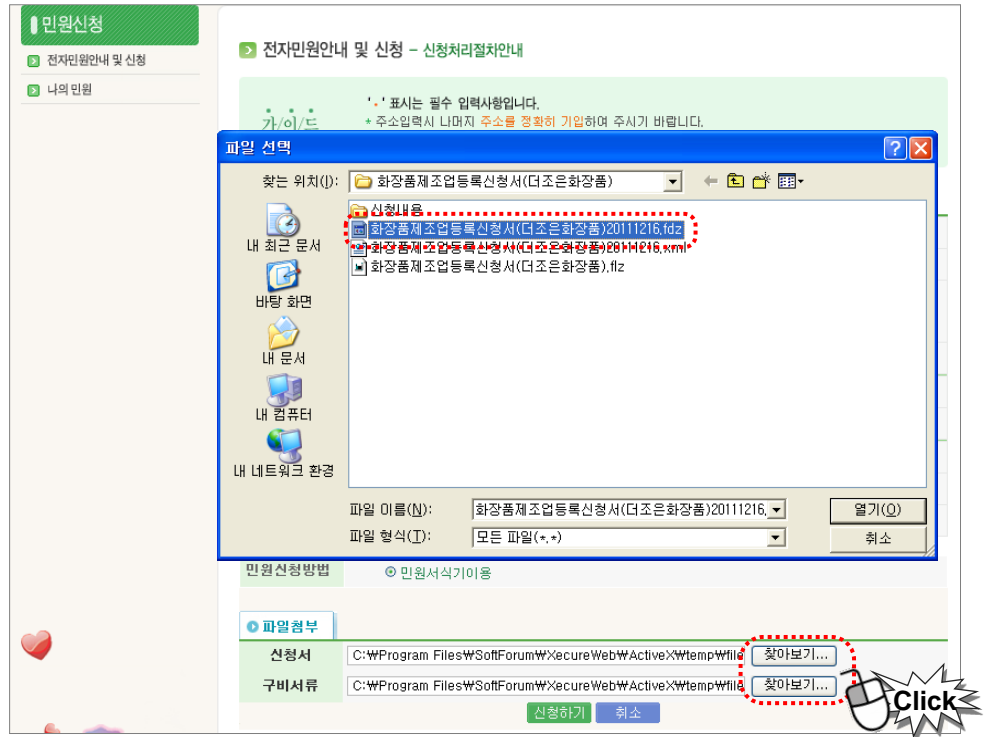 민원신청
전자민원안내 및 신청
나의 민원
전자민원안내 및 신청 - 신청처리절차안내
가/이/드
'•' 표시는 필수 입력사항입니다.
* 주소입력시 나머지 주소를 정확히 기입하여 주시기 바랍니다.
파일 선택
찾는 위치(I):
화장품제조업등록신청서(더조은화장품)
내 최근 문서
바탕 화면
내 문서
내 컴퓨터
내 네트워크 환경
신청내용
화장품제조업등록신청서(더조은화장품)20111216.fdz
화장품제조업등록신청서(더조은화장품)20111216.xml
화장품제조업등록신청서(더조은화장품).flz
파일 이름(N):
화장품제조업등록신청서(더조은화장품)20111216.
열기(O)
파일 형식(T):
모든 파일(*.*)
취소
민원신청방법
민원서식기이용
파일첨부
신청서
C:₩Program Files₩SoftForum₩XecureWeb₩ActiveX₩temp₩file
찾아보기...
구비서류
C:₩Program Files₩SoftForum₩XecureWeb₩ActiveX₩temp₩file
찾아보기...
신청하기
취소
Click